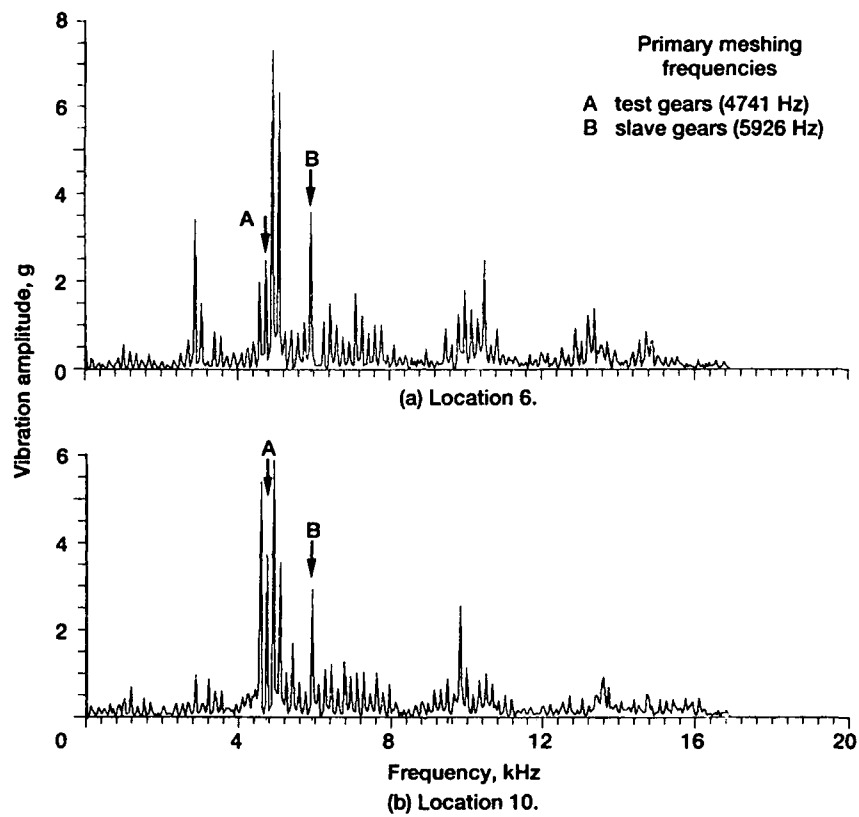 8
6
4
2
0
Primary meshing
frequencies
A test gears (4741 Hz)
B slave gears (5926 Hz)
A
B
(a) Location 6.
Vibration amplitude, g
6
4
2
0
A
B
4
8
12
16
20
Frequency, kHz
(b) Location 10.